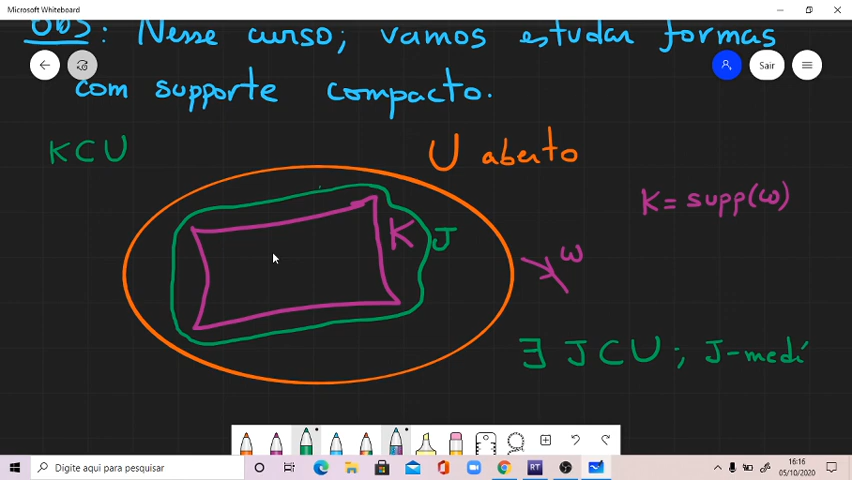 Microsoft Whiteboard
OBS: Nesse curso; vamos estudar formas
Sair
com supporte compacto.
K ⊂ U
U aberto
K = supp(ω)
K
J
ω
∃ J ⊂ U ; J-medí
Digite aqui para pesquisar
RT
16:16
05/10/2020